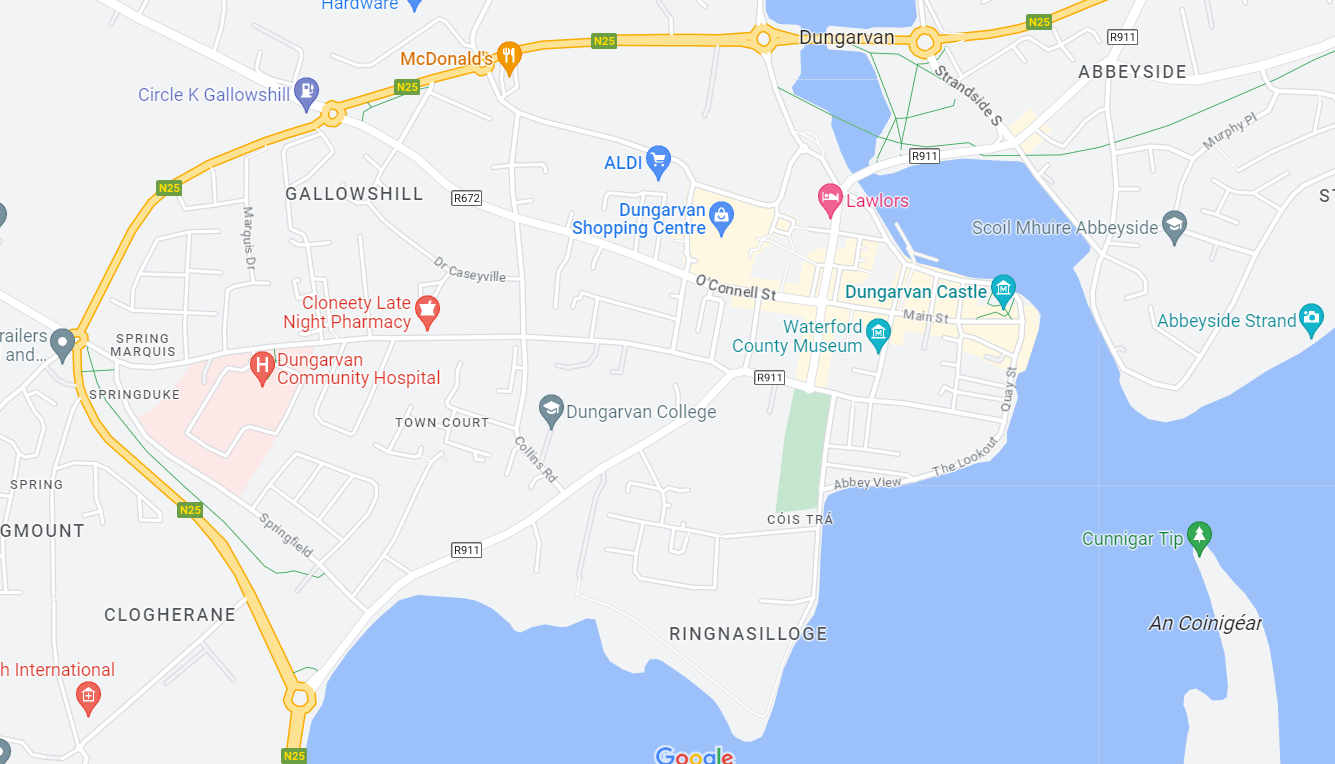 Hardware
N25
R911
McDonald's
N25
Dungarvan
ABBEYSIDE
Circle K Gallowshill
N25
Strandside S
Murphy Pl
ALDI
R911
N25
GALLOWSHILL
R672
Lawlors
ST
Dungarvan
Shopping Centre
Scoil Mhuire Abbeyside
Marquis Dr
Dr Caseyville
O'Connell St
Dungarvan Castle
Cloneety Late
Night Pharmacy
Main St
Abbeyside Strand
Waterford
County Museum
railers
and...
SPRING
MARQUIS
Dungarvan
Community Hospital
R911
Quay St
SPRINGDUKE
TOWN COURT
Dungarvan College
Collins Rd
The Lookout
Abbey View
SPRING
N25
CÓIS TRÁ
GMOUNT
Springfield
R911
Cunnigar Tip
CLOGHERANE
An Coinigéar
RINGNASILLOGE
h International
N25
Google